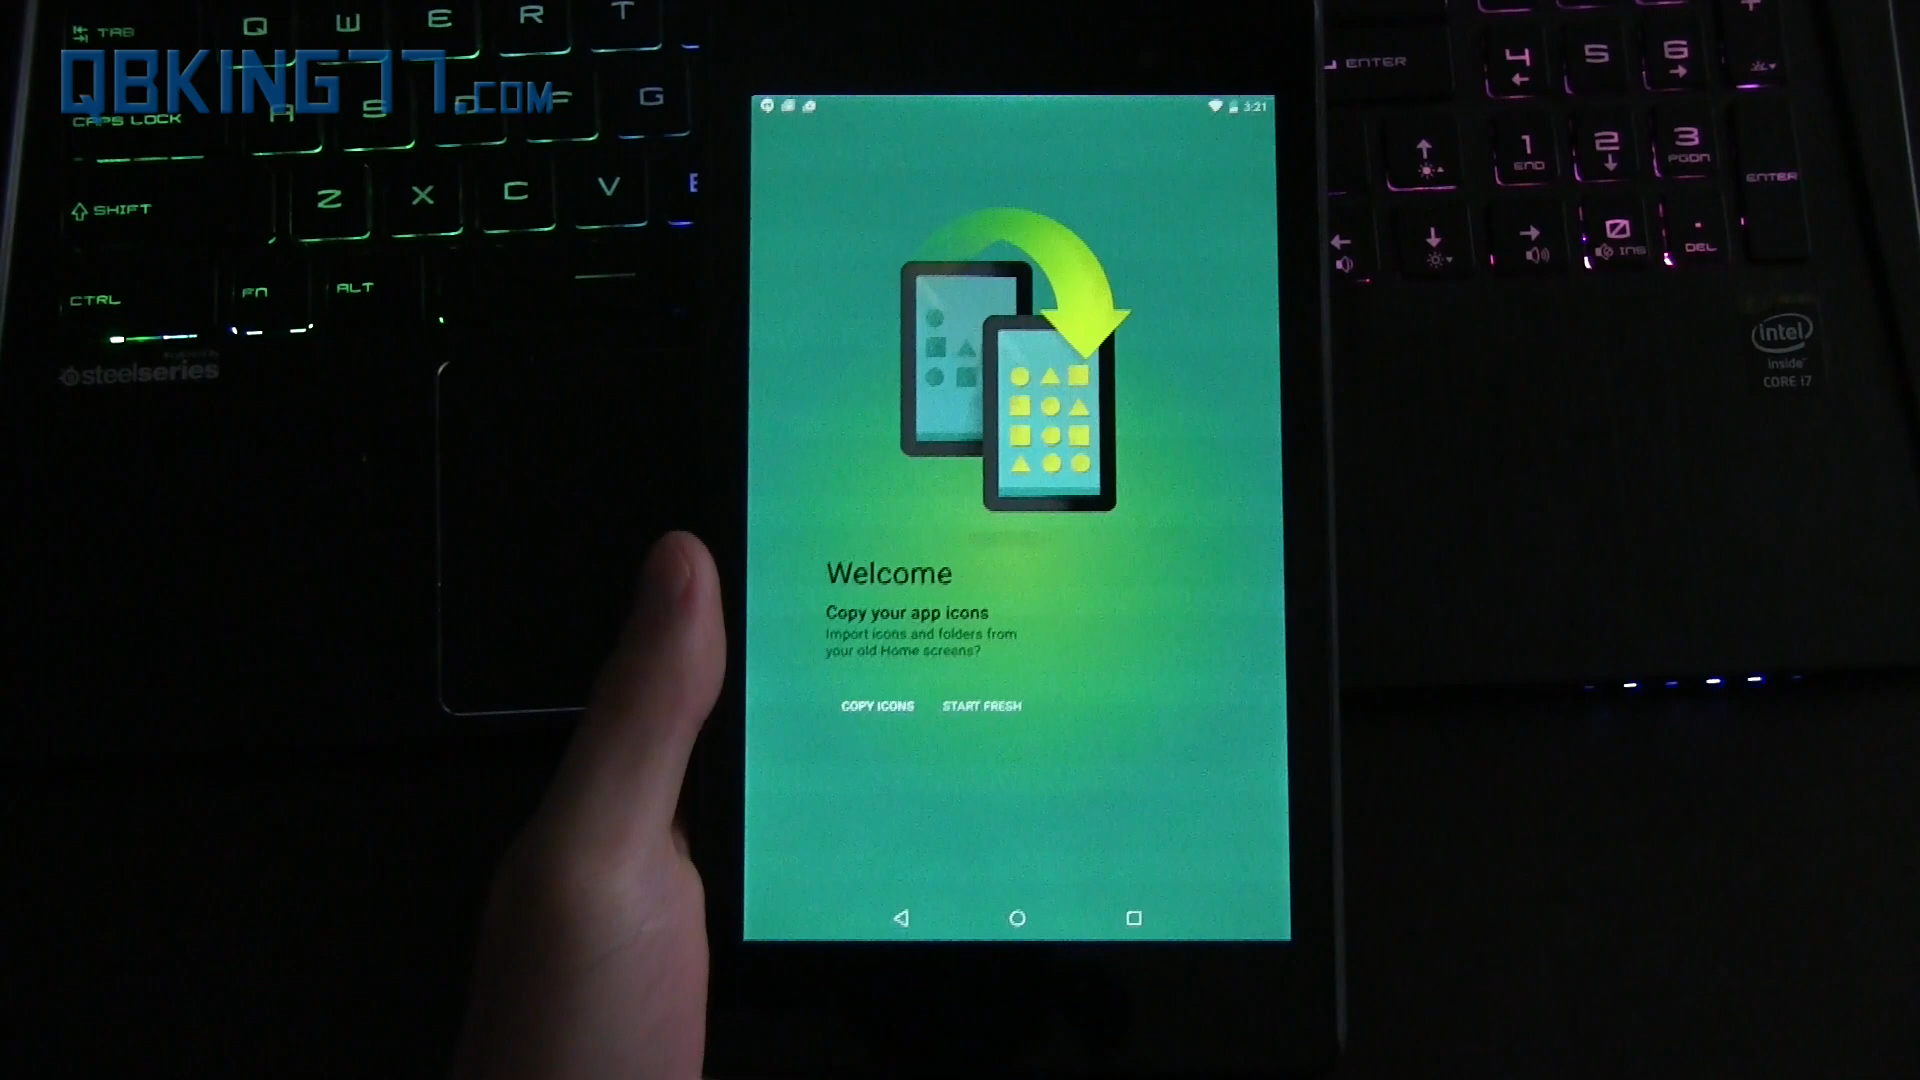 TAB
Q W E R T
QBKING77.COM
A S D F G
CAPS LOCK
Z X C V B
SHIFT
CTRL
FN
ALT
steelseries
3:21
Welcome
Copy your app icons
Import icons and folders from
your old Home screens?
COPY ICONS START FRESH
ENTER
4 5 6 +
1 2 3
END PGDN
ENTER
0 .
INS DEL
intel
inside™
CORE i7